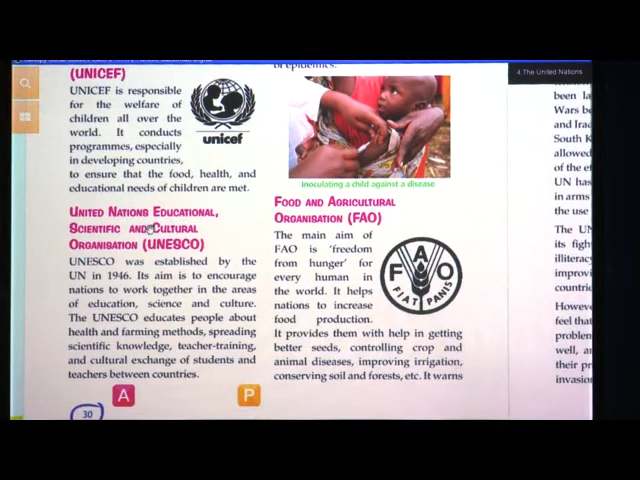 4.The United Nations
(UNICEF)
UNICEF is responsible
for the welfare of
children all over the
world. It conducts
programmes, especially
in developing countries,
to ensure that the food, health, and
educational needs of children are met.
unicef
UNITED NATIONS EDUCATIONAL,
SCIENTIFIC AND CULTURAL
ORGANISATION (UNESCO)
UNESCO was established by the
UN in 1946. Its aim is to encourage
nations to work together in the areas
of education, science and culture.
The UNESCO educates people about
health and farming methods, spreading
scientific knowledge, teacher-training,
and cultural exchange of students and
teachers between countries.
A
P
30
of epidemics.
Inoculating a child against a disease
FOOD AND AGRICULTURAL
ORGANISATION (FAO)
The main aim of
FAO is 'freedom
from hunger' for
every human in
the world. It helps
nations to increase
food production.
It provides them with help in getting
better seeds, controlling crop and
animal diseases, improving irrigation,
conserving soil and forests, etc. It warns
F A O
FIAT PANIS
been la
Wars be
and Ira
South K
allowed
of the ef
UN has
in arms
the use
The UN
its figh
illiterac
improvi
countrie
Howeve
feel that
problem
well, a
their pr
invasio